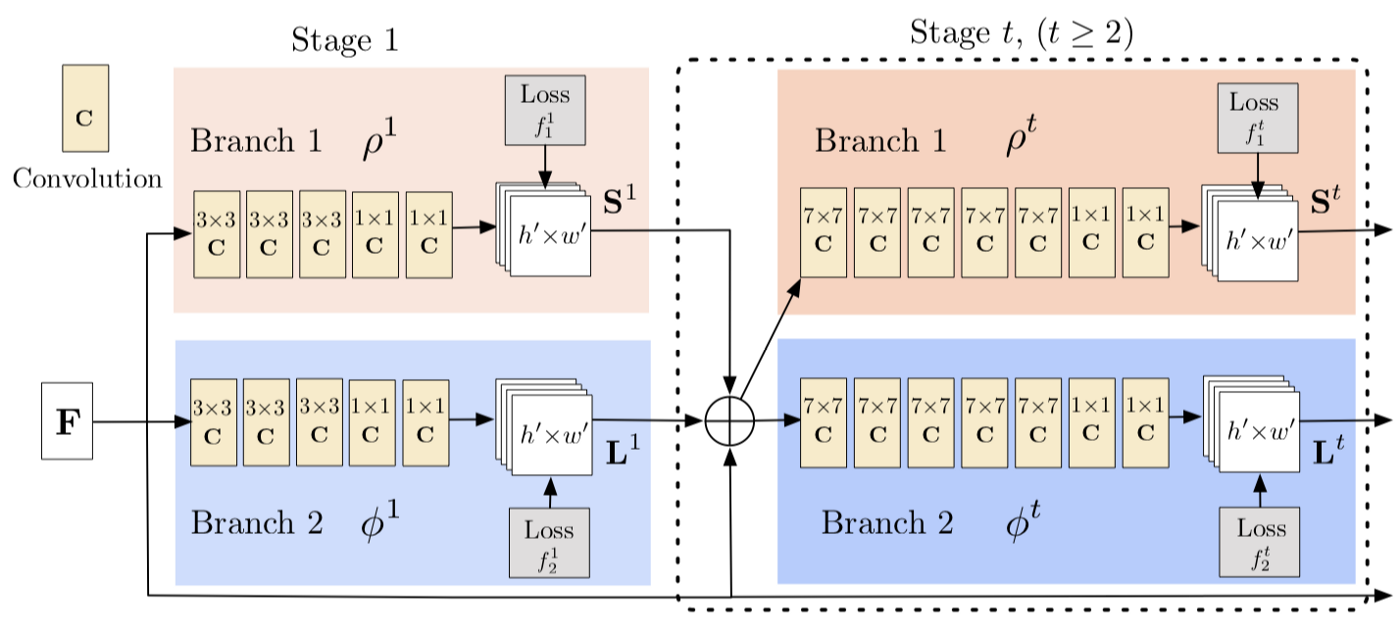 Stage 1
Stage t, (t ≥ 2)
C
Convolution
Branch 1 ρ¹
Loss
f₁¹
3×3 3×3 3×3 1×1 1×1
C C C C C
h′×w′
S¹
Branch 1 ρᵗ
Loss
f₁ᵗ
7×7 7×7 7×7 7×7 7×7 1×1 1×1
C C C C C C C
h′×w′
Sᵗ
F
3×3 3×3 3×3 1×1 1×1
C C C C C
h′×w′
L¹
Branch 2 ϕ¹
Loss
f₂¹
7×7 7×7 7×7 7×7 7×7 1×1 1×1
C C C C C C C
h′×w′
Lᵗ
Branch 2 ϕᵗ
Loss
f₂ᵗ